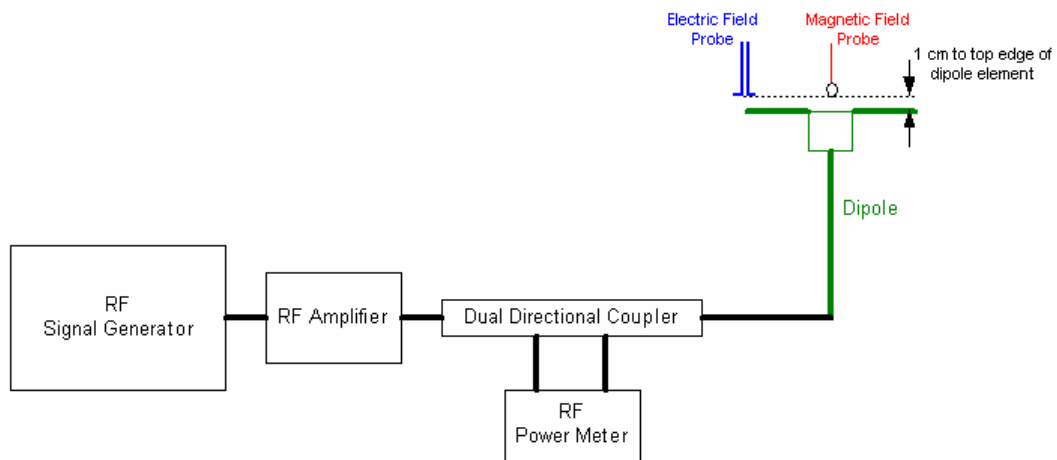 Electric Field
Probe
Magnetic Field
Probe
1 cm to top edge of
dipole element
Dipole
RF
Signal Generator
RF Amplifier
Dual Directional Coupler
RF
Power Meter